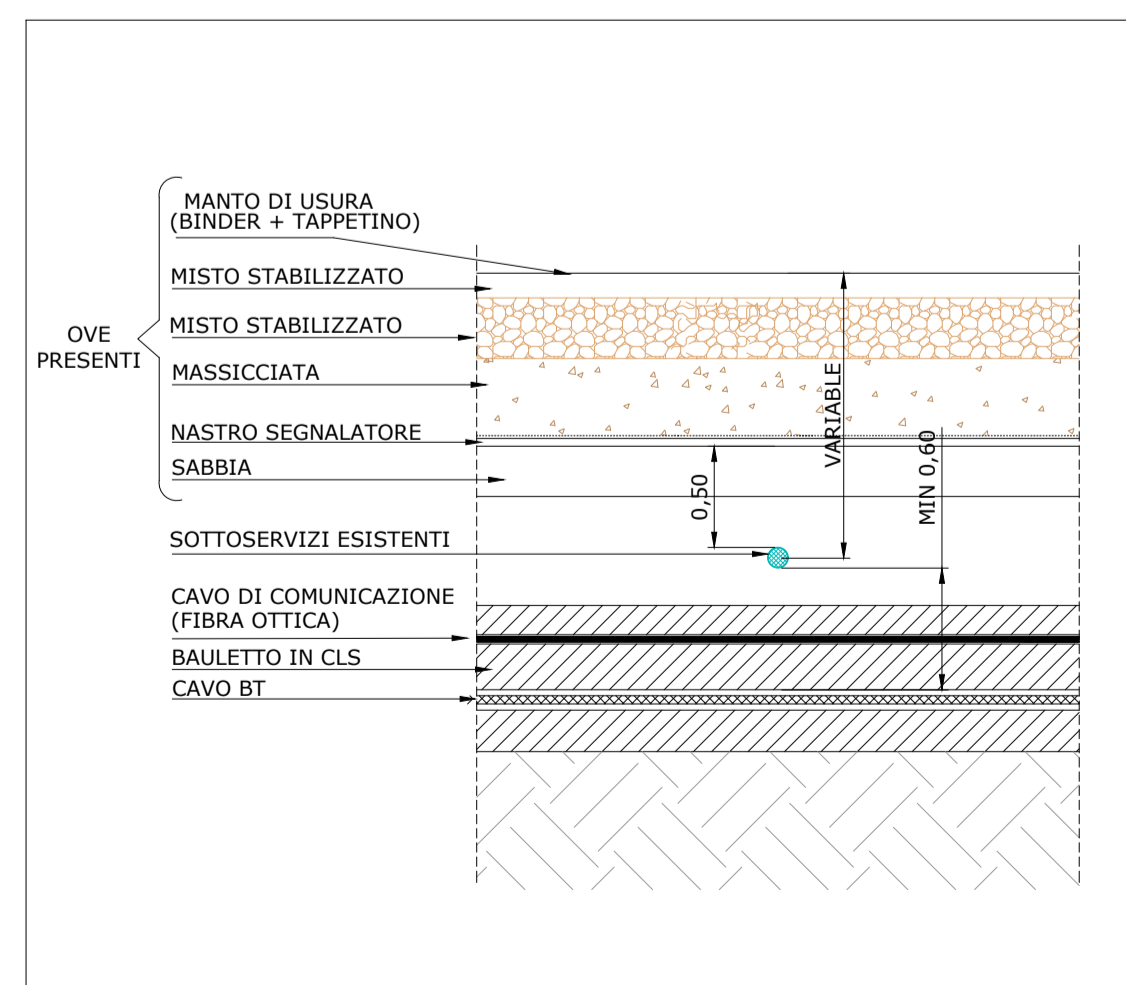 MANTO DI USURA
(BINDER + TAPPETINO)
MISTO STABILIZZATO
MISTO STABILIZZATO
OVE
PRESENTI
MASSICCIATA
NASTRO SEGNALATORE
SABBIA
SOTTOSERVIZI ESISTENTI
CAVO DI COMUNICAZIONE
(FIBRA OTTICA)
BAULETTO IN CLS
CAVO BT
0,50
VARIABLE
MIN 0,60